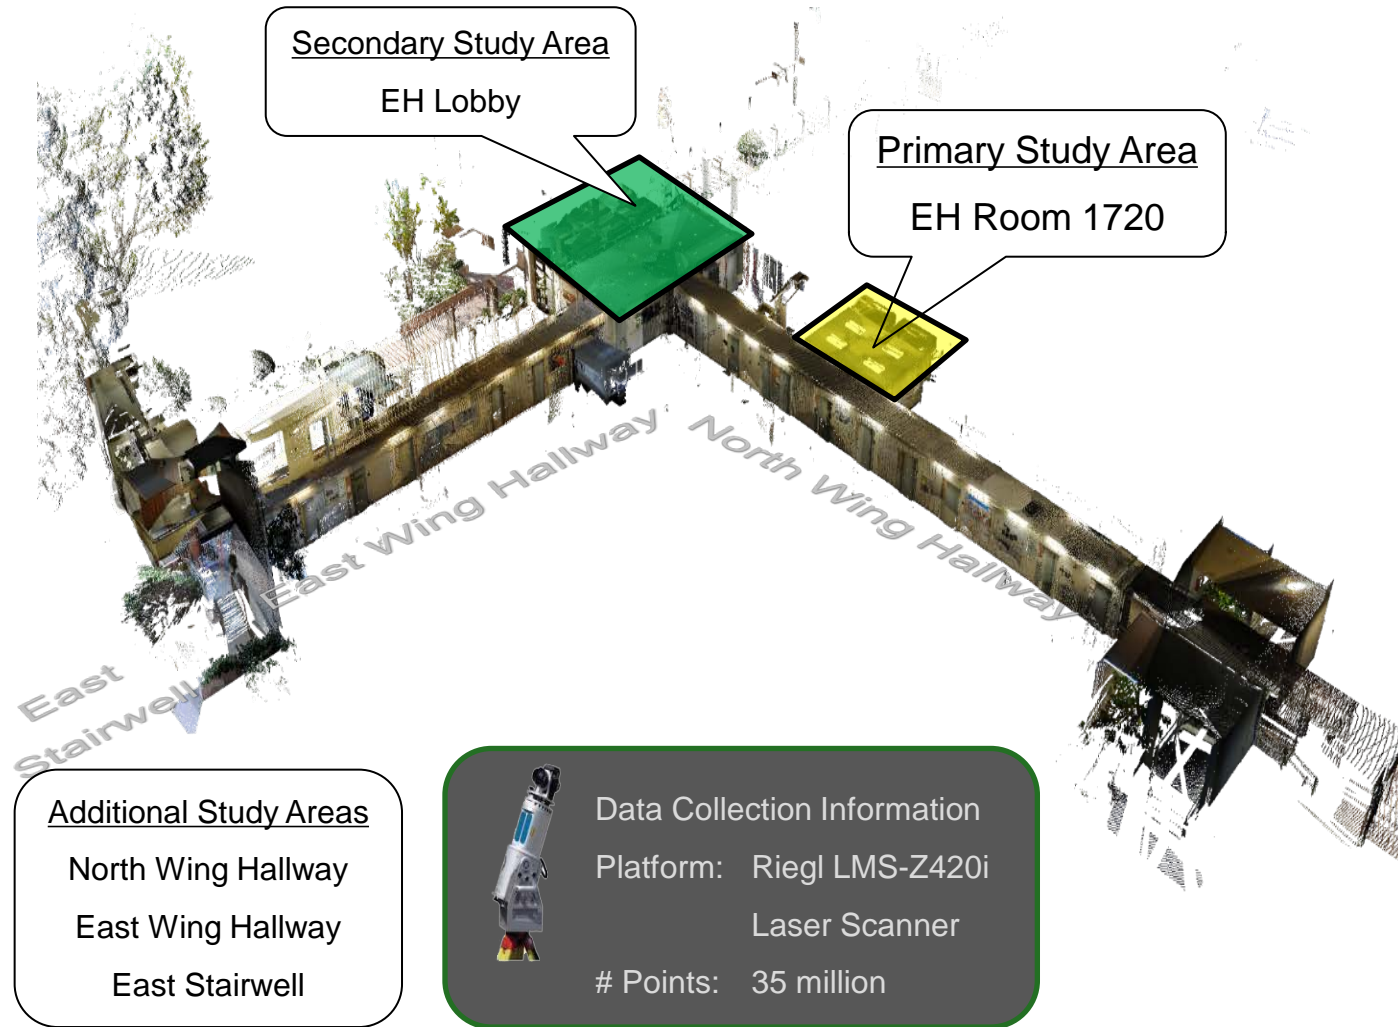 Secondary Study Area
EH Lobby
Primary Study Area
EH Room 1720
East Wing Hallway
North Wing Hallway
East
Stairwell
Additional Study Areas
North Wing Hallway
East Wing Hallway
East Stairwell
Data Collection Information
Platform: Riegl LMS-Z420i
Laser Scanner
# Points: 35 million